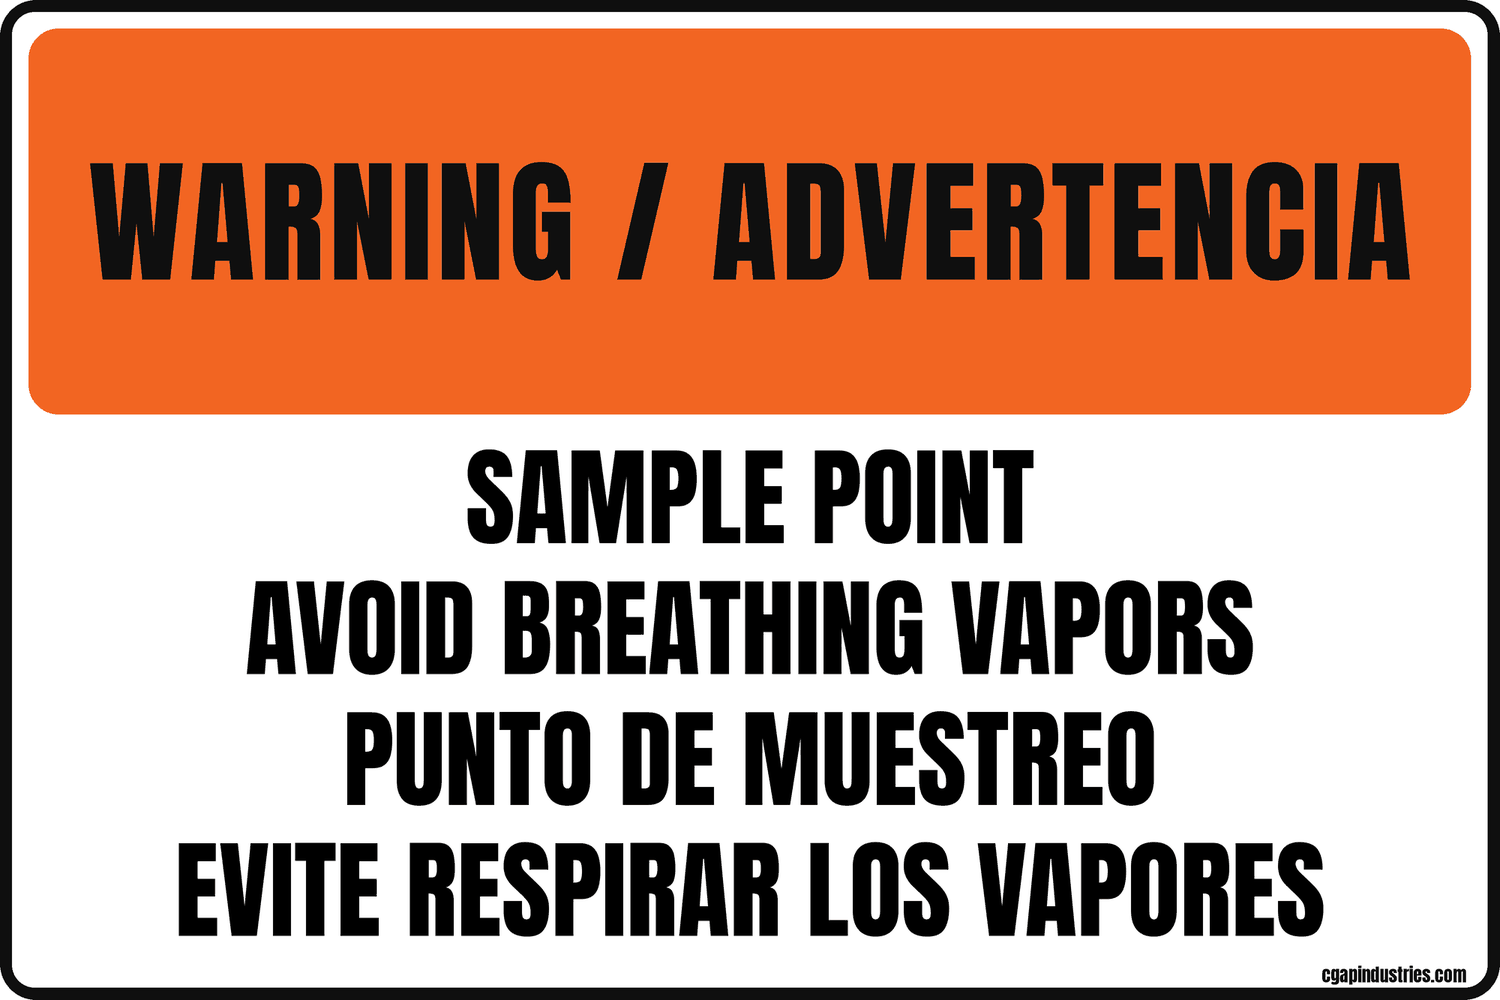 WARNING / ADVERTENCIA
SAMPLE POINT
AVOID BREATHING VAPORS
PUNTO DE MUESTREO
EVITE RESPIRAR LOS VAPORES
cgapindustries.com